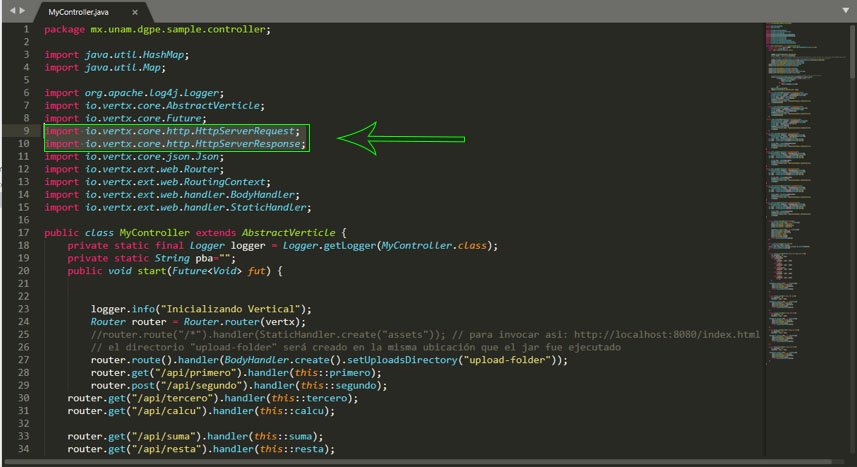 MyController.java
1 package mx.unam.dgpe.sample.controller;
2
3 import java.util.HashMap;
4 import java.util.Map;
5
6 import org.apache.log4j.Logger;
7 import io.vertx.core.AbstractVerticle;
8 import io.vertx.core.Future;
9 import io.vertx.core.http.HttpServerRequest;
10 import io.vertx.core.http.HttpServerResponse;
11 import io.vertx.core.json.Json;
12 import io.vertx.ext.web.Router;
13 import io.vertx.ext.web.RoutingContext;
14 import io.vertx.ext.web.handler.BodyHandler;
15 import io.vertx.ext.web.handler.StaticHandler;
16
17 public class MyController extends AbstractVerticle {
18 private static final Logger logger = Logger.getLogger(MyController.class);
19 private static String pba="";
20 public void start(Future<Void> fut) {
21
22
23 logger.info("Inicializando Vertical");
24 Router router = Router.router(vertx);
25 //router.route("/*").handler(StaticHandler.create("assets")); // para invocar asi: http://localhost:8080/index.html
26 // el directorio "upload-folder" será creado en la misma ubicación que el jar fue ejecutado
27 router.route().handler(BodyHandler.create().setUploadsDirectory("upload-folder"));
28 router.get("/api/primero").handler(this::primero);
29 router.post("/api/segundo").handler(this::segundo);
30 router.get("/api/tercero").handler(this::tercero);
31 router.get("/api/calcu").handler(this::calcu);
32
33 router.get("/api/suma").handler(this::suma);
34 router.get("/api/resta").handler(this::resta);